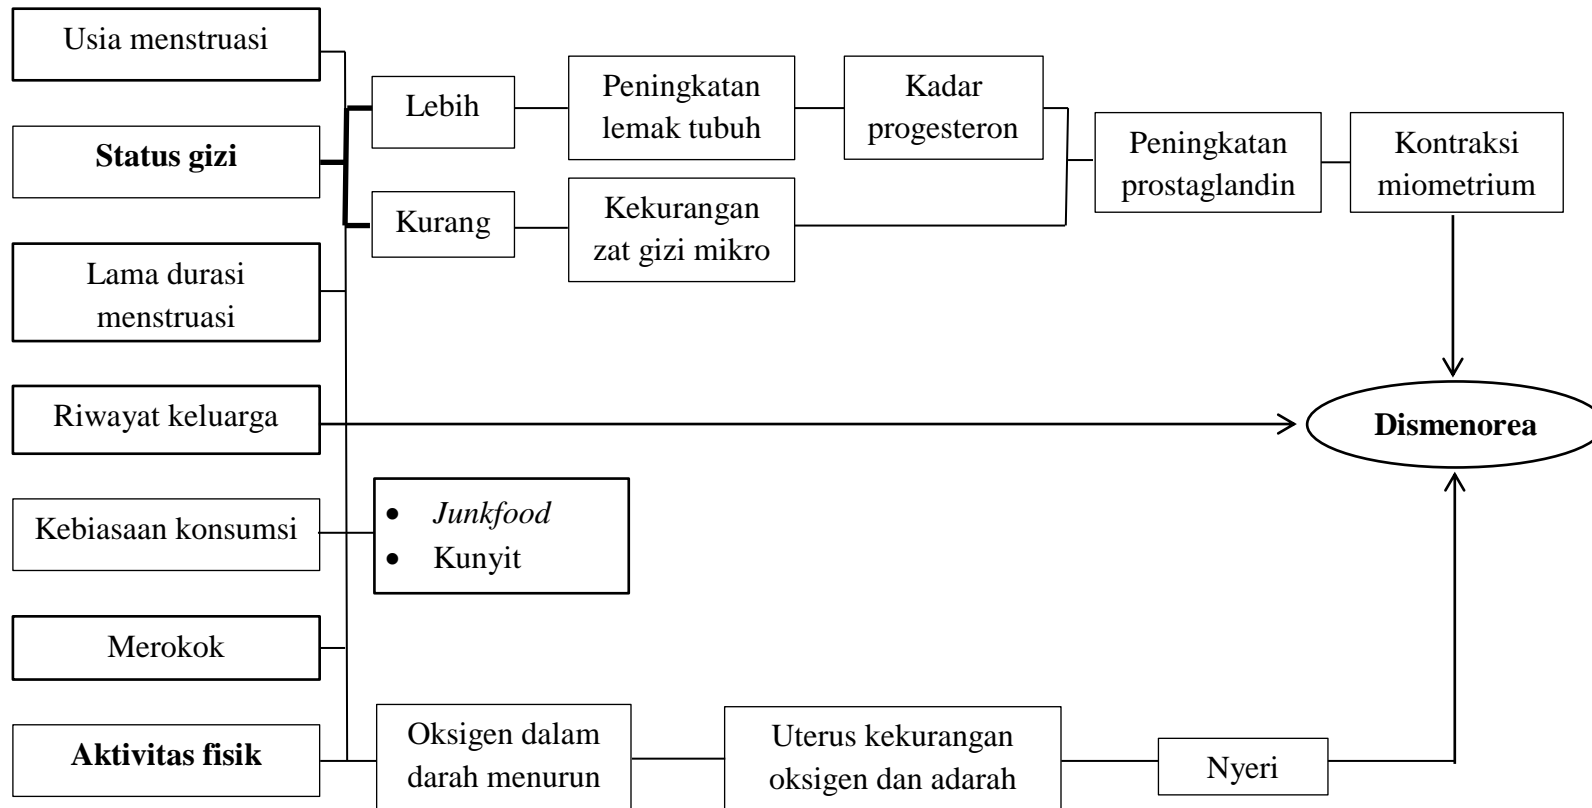 Usia menstruasi
Status gizi
Lama durasi
menstruasi
Riwayat keluarga
Kebiasaan konsumsi
Merokok
Aktivitas fisik
Lebih
Kurang
Peningkatan
lemak tubuh
Kekurangan
zat gizi mikro
Kadar
progesteron
Peningkatan
prostaglandin
Kontraksi
miometrium
Dismenorea
• Junkfood
• Kunyit
Oksigen dalam
darah menurun
Uterus kekurangan
oksigen dan adarah
Nyeri